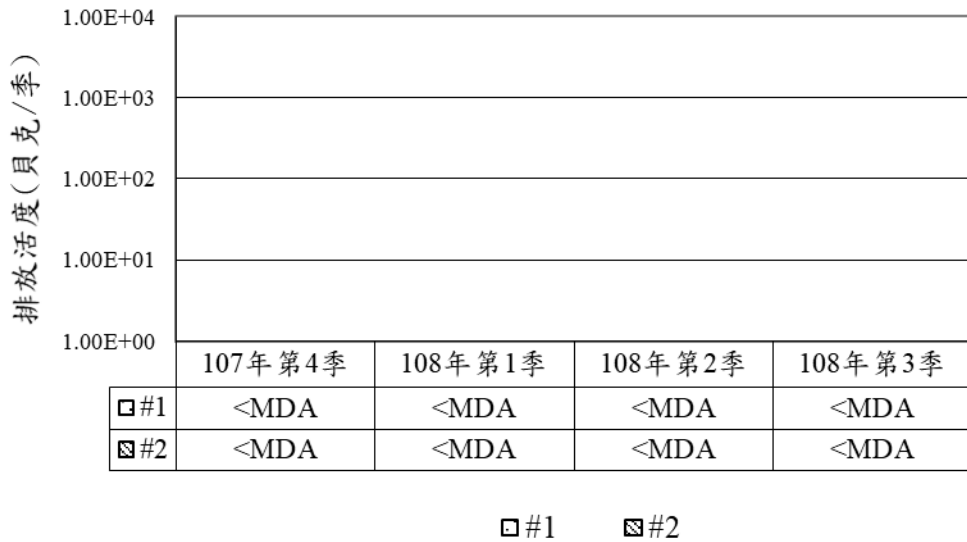 排放活度(貝克/季)
1.00E+04
1.00E+03
1.00E+02
1.00E+01
1.00E+00
107年第4季 108年第1季 108年第2季 108年第3季
#1 <MDA <MDA <MDA <MDA
#2 <MDA <MDA <MDA <MDA
#1 #2